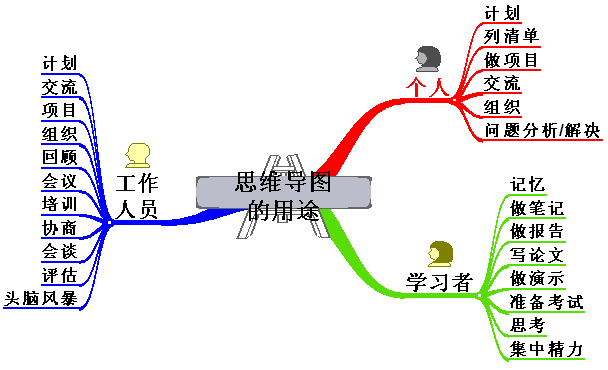 思维导图
的用途
个人
计划
列清单
做项目
交流
组织
问题分析/解决
学习者
记忆
做笔记
做报告
写论文
做演示
准备考试
思考
集中精力
工作
人员
计划
交流
项目
组织
回顾
会议
培训
协商
会谈
评估
头脑风暴